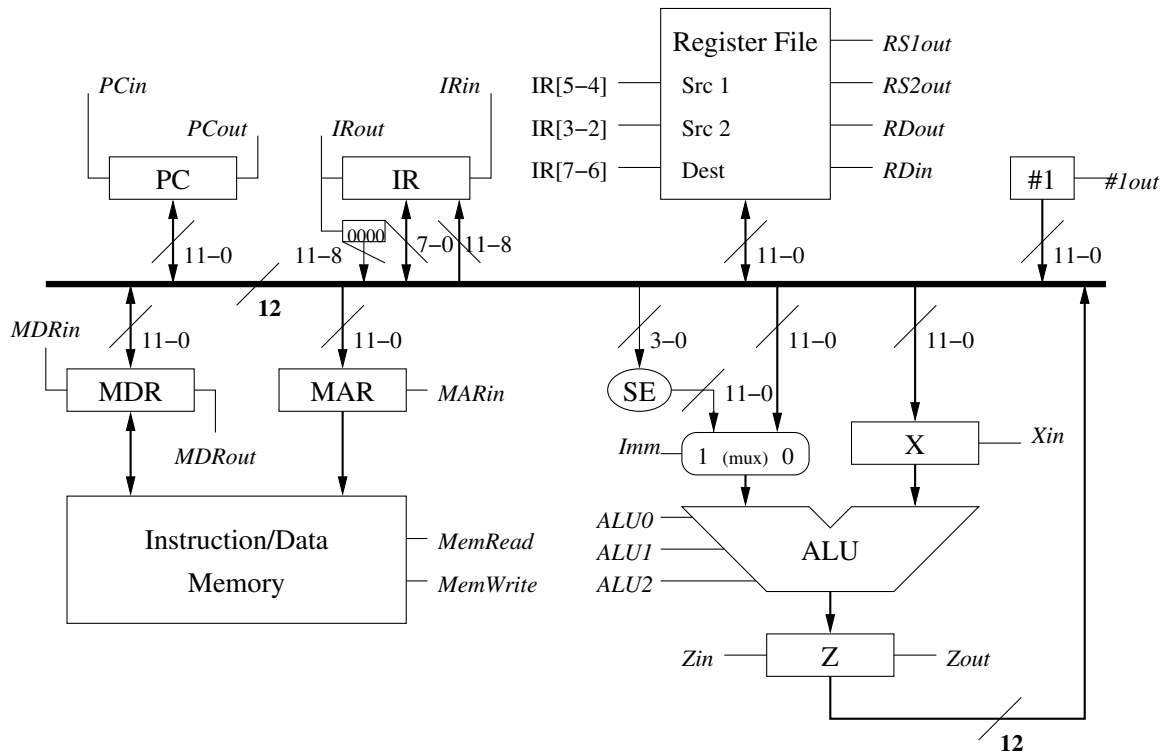 Register File
RS1out
PCin
IRin
IR[5−4]
Src 1
RS2out
PCout
IRout
IR[3−2]
Src 2
RDout
PC
IR
IR[7−6]
Dest
RDin
#1
#1out
0000
11−0
11−8
7−0
11−8
11−0
11−0
12
MDRin
11−0
11−0
3−0
11−0
11−0
MDR
MAR
MARin
SE
11−0
MDRout
Imm
1 (mux) 0
X
Xin
Instruction/Data
Memory
MemRead
MemWrite
ALU0
ALU1
ALU2
ALU
Zin
Z
Zout
12